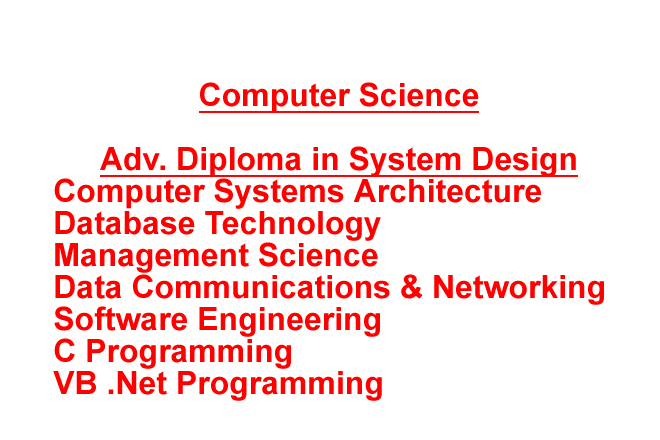 Computer Science
Adv. Diploma in System Design
Computer Systems Architecture
Database Technology
Management Science
Data Communications & Networking
Software Engineering
C Programming
VB .Net Programming